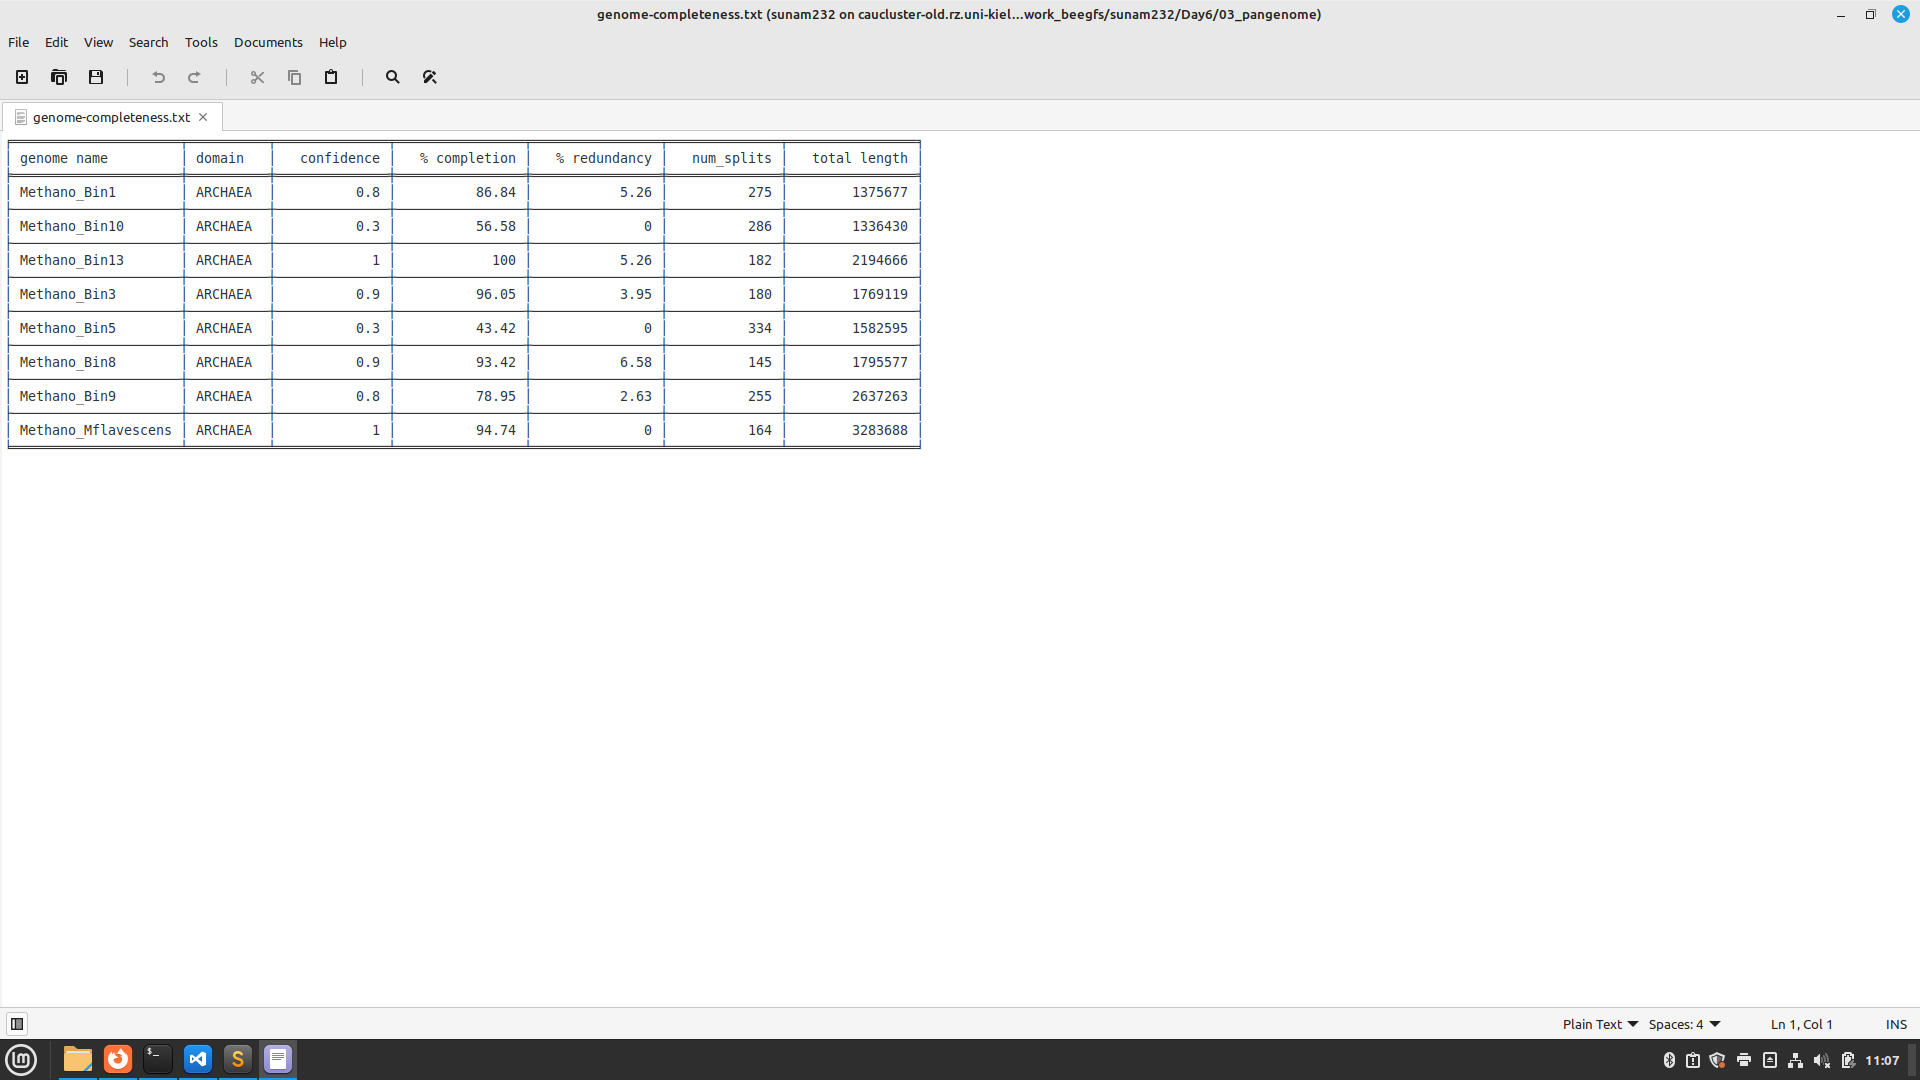 genome-completeness.txt (sunam232 on caucluster-old.rz.uni-kiel...work_beegfs/sunam232/Day6/03_pangenome)
File Edit View Search Tools Documents Help
genome-completeness.txt
genome name domain confidence % completion % redundancy num_splits total length
Methano_Bin1 ARCHAEA 0.8 86.84 5.26 275 1375677
Methano_Bin10 ARCHAEA 0.3 56.58 0 286 1336430
Methano_Bin13 ARCHAEA 1 100 5.26 182 2194666
Methano_Bin3 ARCHAEA 0.9 96.05 3.95 180 1769119
Methano_Bin5 ARCHAEA 0.3 43.42 0 334 1582595
Methano_Bin8 ARCHAEA 0.9 93.42 6.58 145 1795577
Methano_Bin9 ARCHAEA 0.8 78.95 2.63 255 2637263
Methano_Mflavescens ARCHAEA 1 94.74 0 164 3283688
Plain Text Spaces: 4 Ln 1, Col 1 INS
11:07